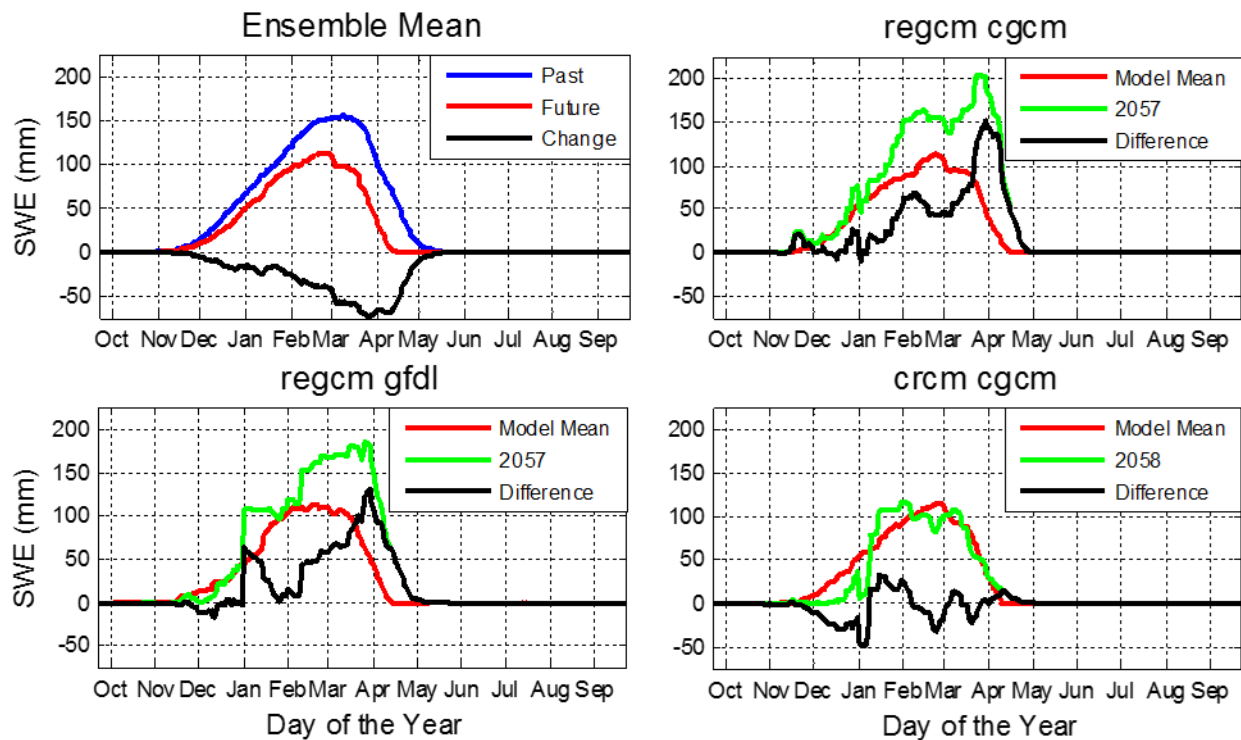 Ensemble Mean
SWE (mm)
200
150
100
50
0
-50
Past
Future
Change
Oct Nov Dec Jan Feb Mar Apr May Jun Jul Aug Sep
regcm cgcm
200
150
100
50
0
-50
Model Mean
2057
Difference
Oct Nov Dec Jan Feb Mar Apr May Jun Jul Aug Sep
regcm gfdl
SWE (mm)
200
150
100
50
0
-50
Model Mean
2057
Difference
Oct Nov Dec Jan Feb Mar Apr May Jun Jul Aug Sep
Day of the Year
crcm cgcm
200
150
100
50
0
-50
Model Mean
2058
Difference
Oct Nov Dec Jan Feb Mar Apr May Jun Jul Aug Sep
Day of the Year